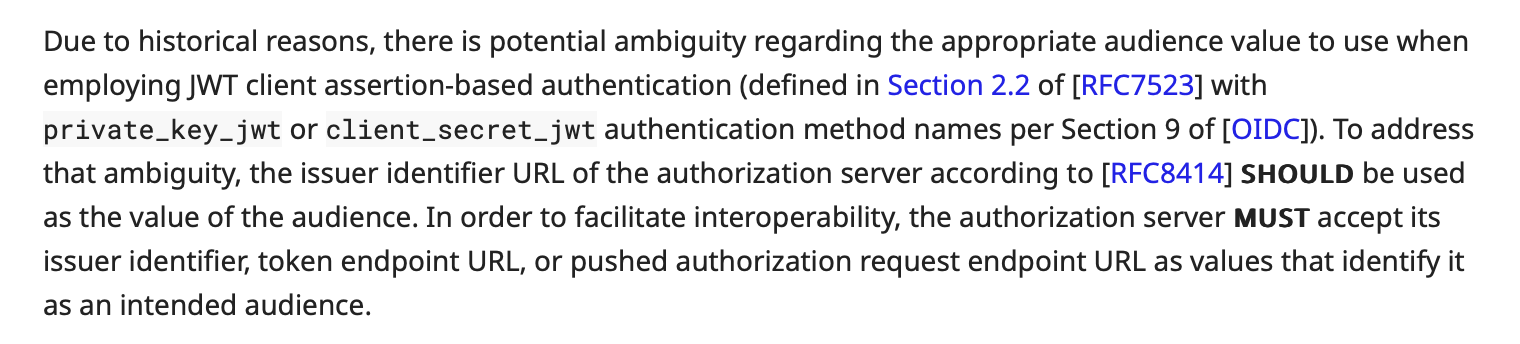 Due to historical reasons, there is potential ambiguity regarding the appropriate audience value to use when
employing JWT client assertion-based authentication (defined in Section 2.2 of [RFC7523] with
private_key_jwt or client_secret_jwt authentication method names per Section 9 of [OIDC]). To address
that ambiguity, the issuer identifier URL of the authorization server according to [RFC8414] SHOULD be used
as the value of the audience. In order to facilitate interoperability, the authorization server MUST accept its
issuer identifier, token endpoint URL, or pushed authorization request endpoint URL as values that identify it
as an intended audience.